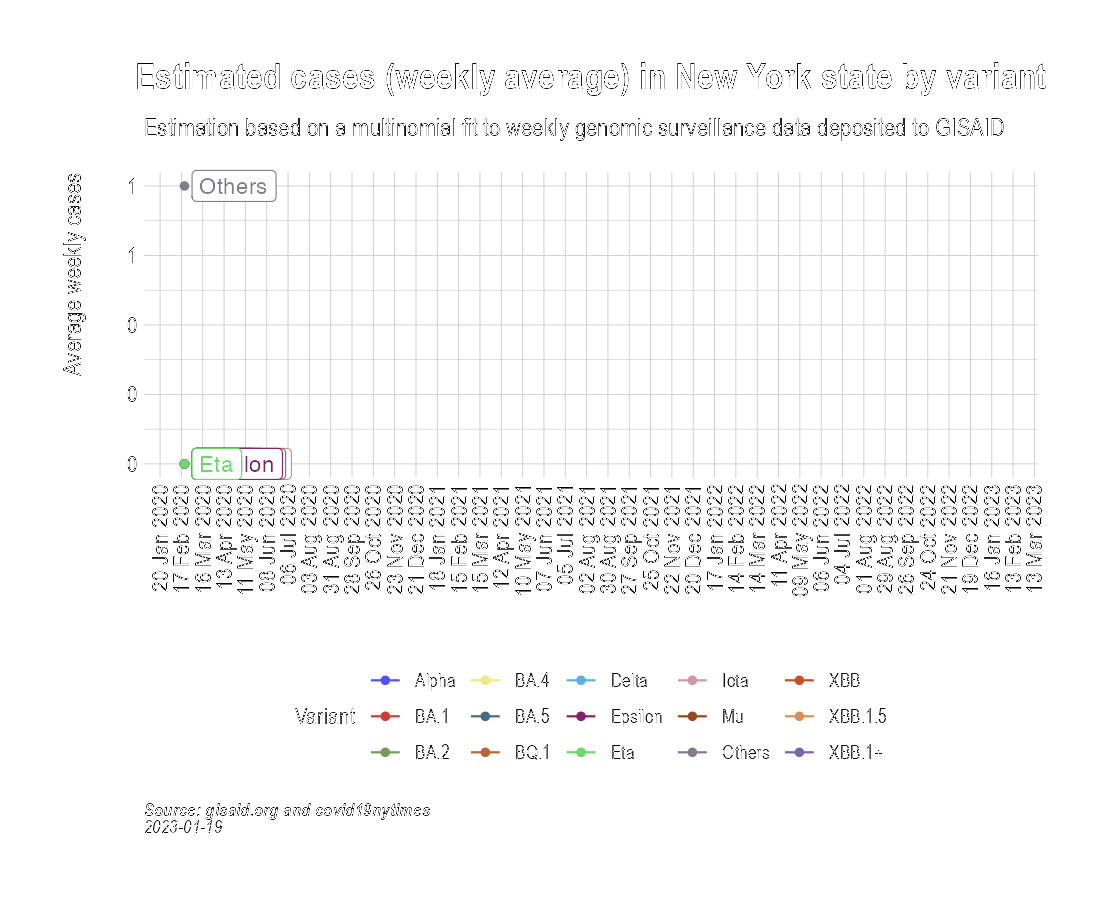 Estimated cases (weekly average) in New York state by variant
Estimation based on a multinomial fit to weekly genomic surveillance data deposited to GISAID
Average weekly cases
1
1
0
0
0
Others
Eta
lon
20 Jan 2020
17 Feb 2020
16 Mar 2020
13 Apr 2020
11 May 2020
08 Jun 2020
06 Jul 2020
03 Aug 2020
31 Aug 2020
28 Sep 2020
26 Oct 2020
23 Nov 2020
21 Dec 2020
18 Jan 2021
15 Feb 2021
15 Mar 2021
12 Apr 2021
10 May 2021
07 Jun 2021
05 Jul 2021
02 Aug 2021
30 Aug 2021
27 Sep 2021
25 Oct 2021
22 Nov 2021
20 Dec 2021
17 Jan 2022
14 Feb 2022
14 Mar 2022
11 Apr 2022
09 May 2022
06 Jun 2022
04 Jul 2022
01 Aug 2022
29 Aug 2022
26 Sep 2022
24 Oct 2022
21 Nov 2022
19 Dec 2022
16 Jan 2023
13 Feb 2023
13 Mar 2023
Alpha BA.4 Delta Iota XBB
Variant BA.1 BA.5 Epsilon Mu XBB.1.5
BA.2 BQ.1 Eta Others XBB.1+
Source: gisaid.org and covid19nytimes
2023-01-19